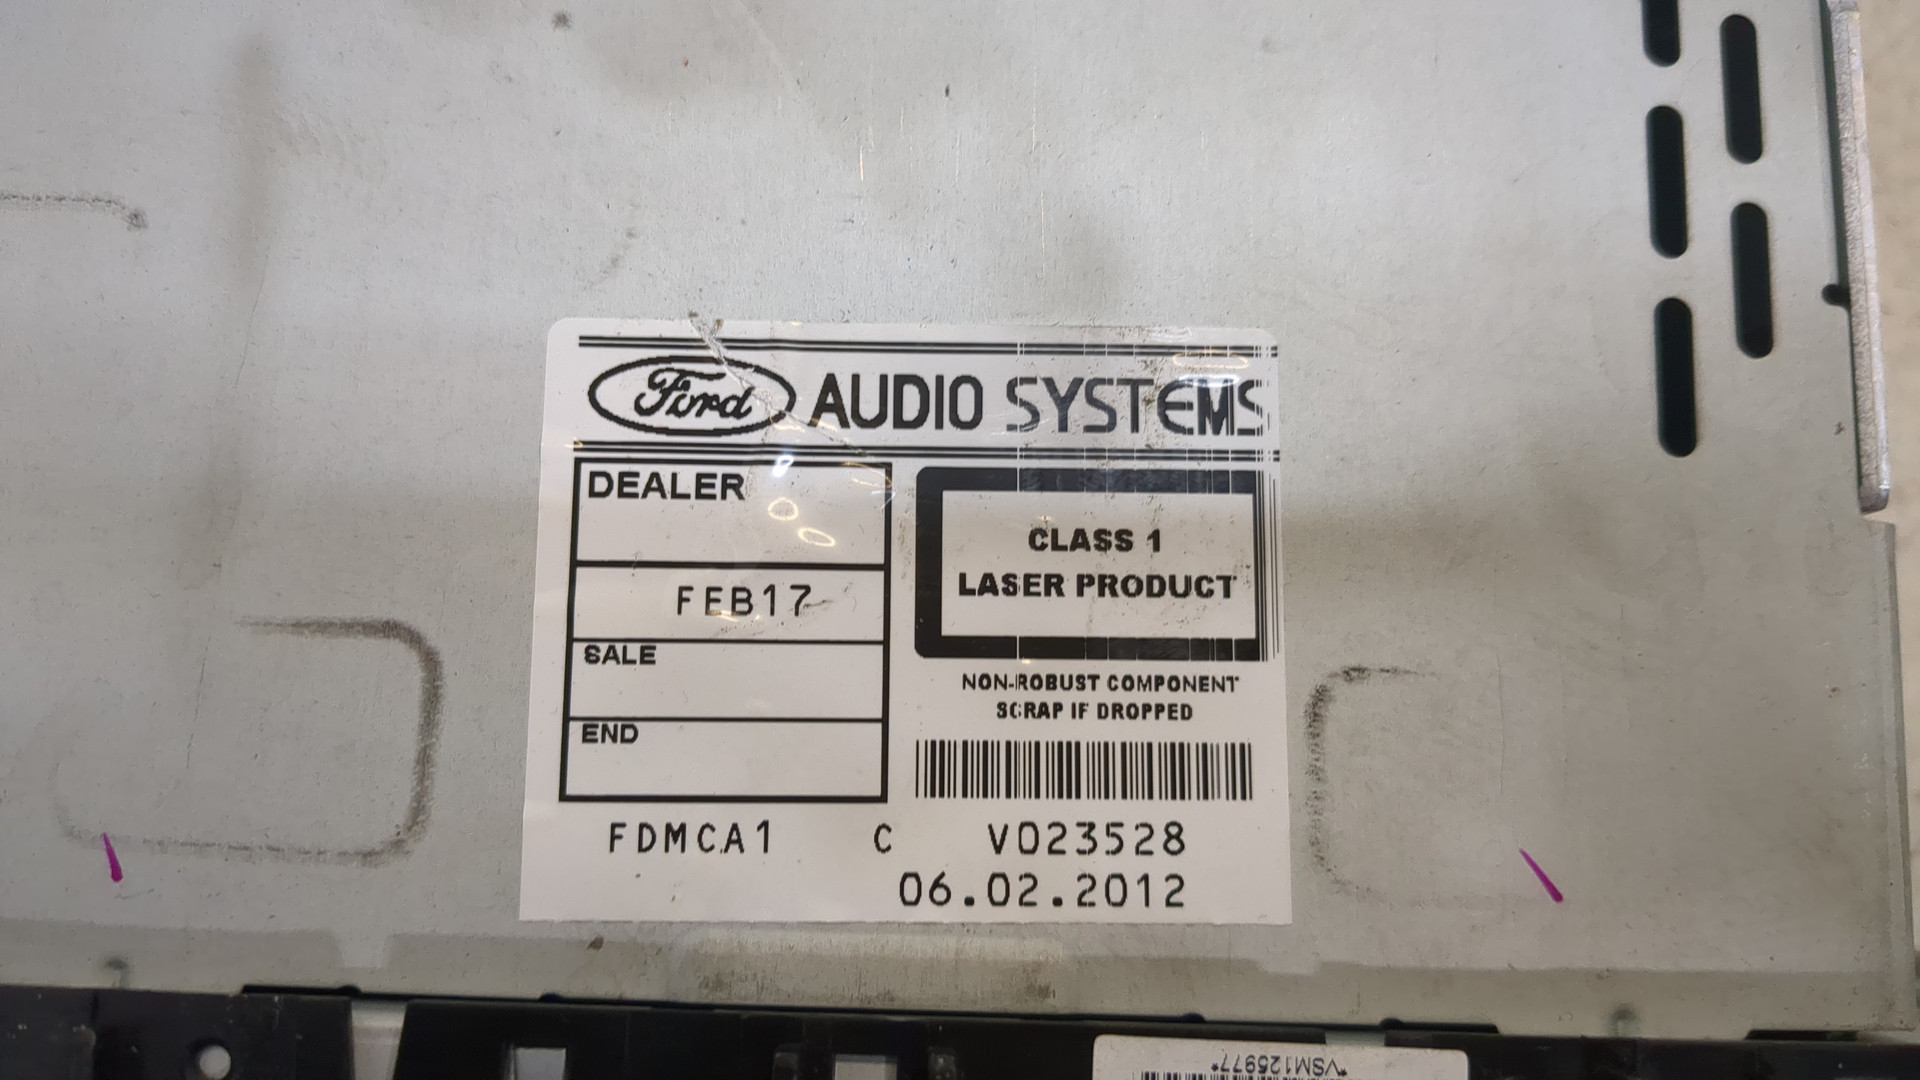 Ford AUDIO SYSTEMS
DEALER
FEB17
SALE
END
CLASS 1
LASER PRODUCT
NON-ROBUST COMPONENT
SCRAP IF DROPPED
FDMCA1 C V023528
06.02.2012
*VSM125977*